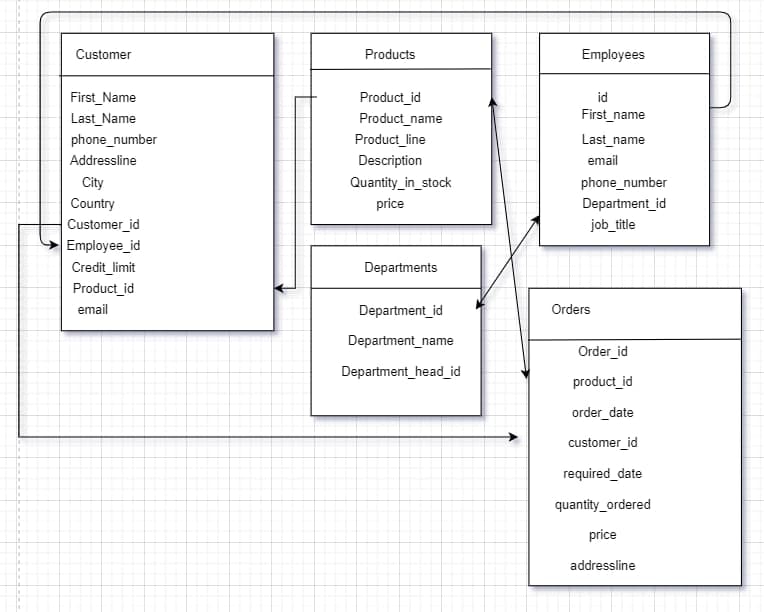 Customer
First_Name
Last_Name
phone_number
Addressline
City
Country
Customer_id
Employee_id
Credit_limit
Product_id
email
Products
Product_id
Product_name
Product_line
Description
Quantity_in_stock
price
Employees
id
First_name
Last_name
email
phone_number
Department_id
job_title
Departments
Department_id
Department_name
Department_head_id
Orders
Order_id
product_id
order_date
customer_id
required_date
quantity_ordered
price
addressline